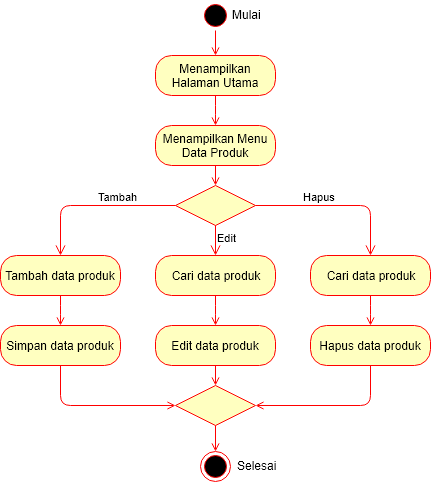 Mulai
Menampilkan
Halaman Utama
Menampilkan Menu
Data Produk
Tambah
Hapus
Edit
Tambah data produk
Cari data produk
Cari data produk
Simpan data produk
Edit data produk
Hapus data produk
Selesai